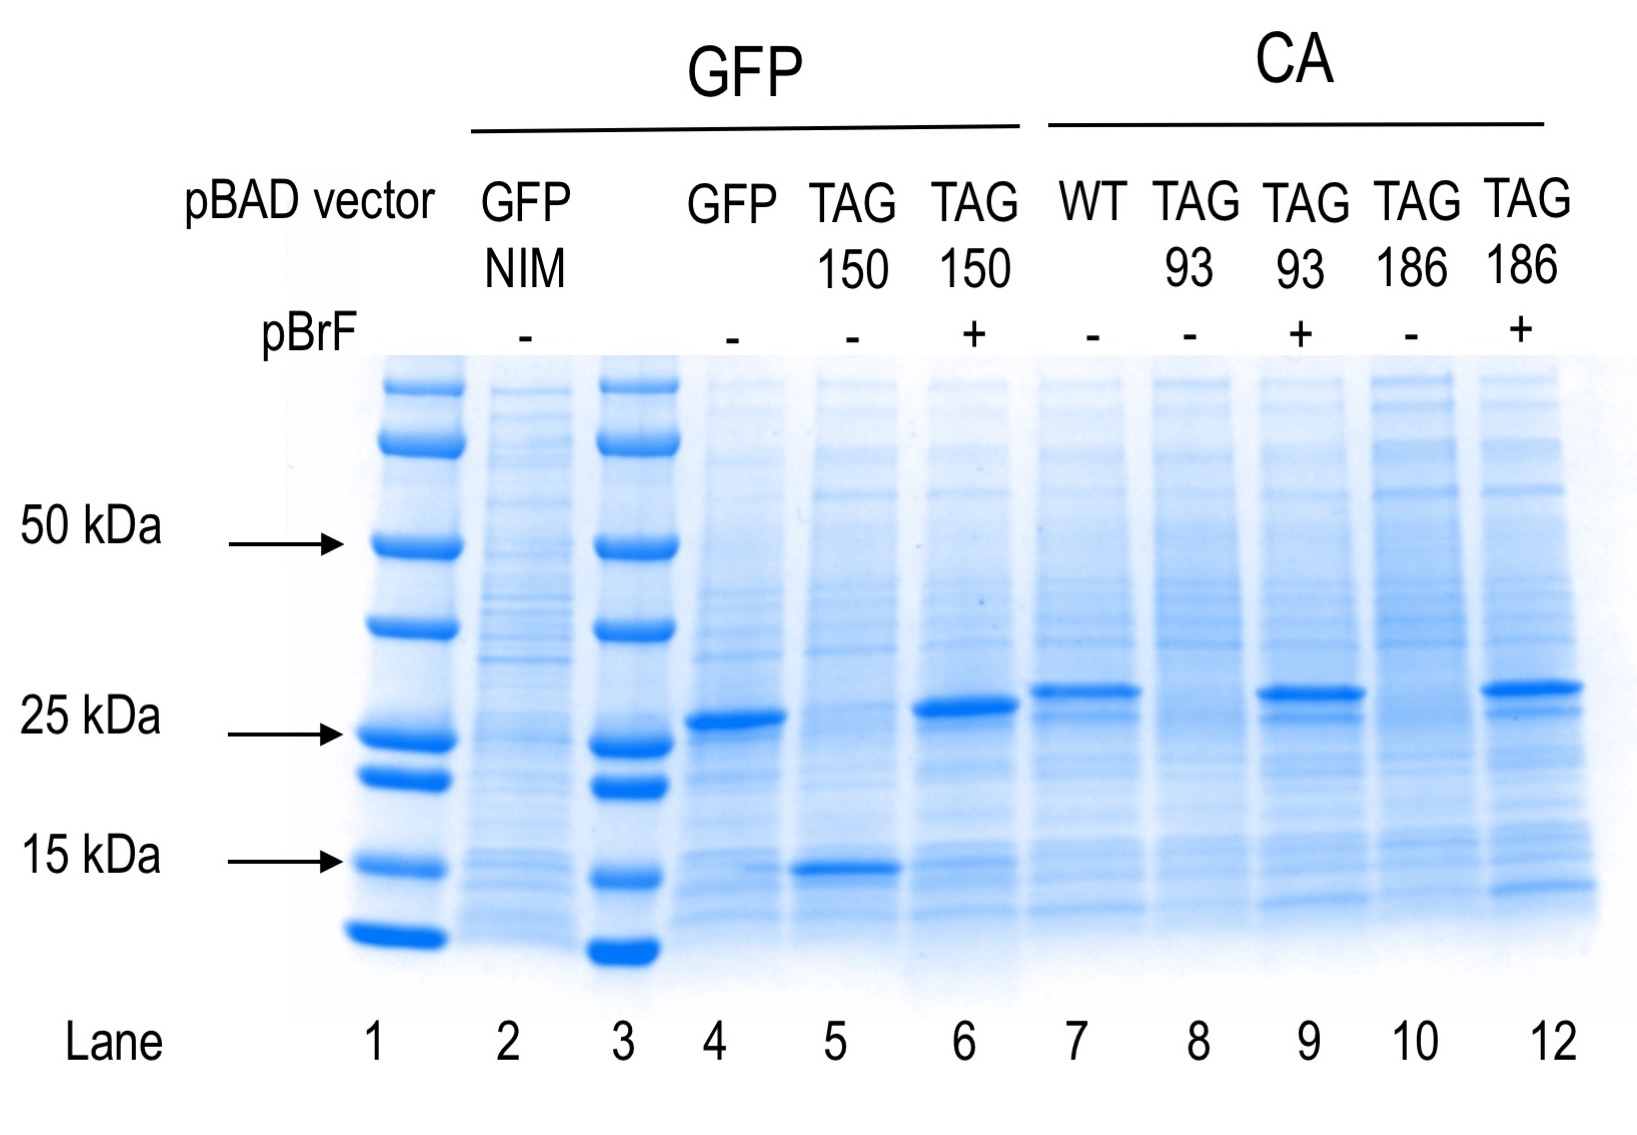 GFP CA
pBAD vector GFP GFP TAG TAG WT TAG TAG TAG TAG
NIM 150 150 93 93 186 186
pBrF - - - + - - + - +
50 kDa
25 kDa
15 kDa
Lane 1 2 3 4 5 6 7 8 9 10 12